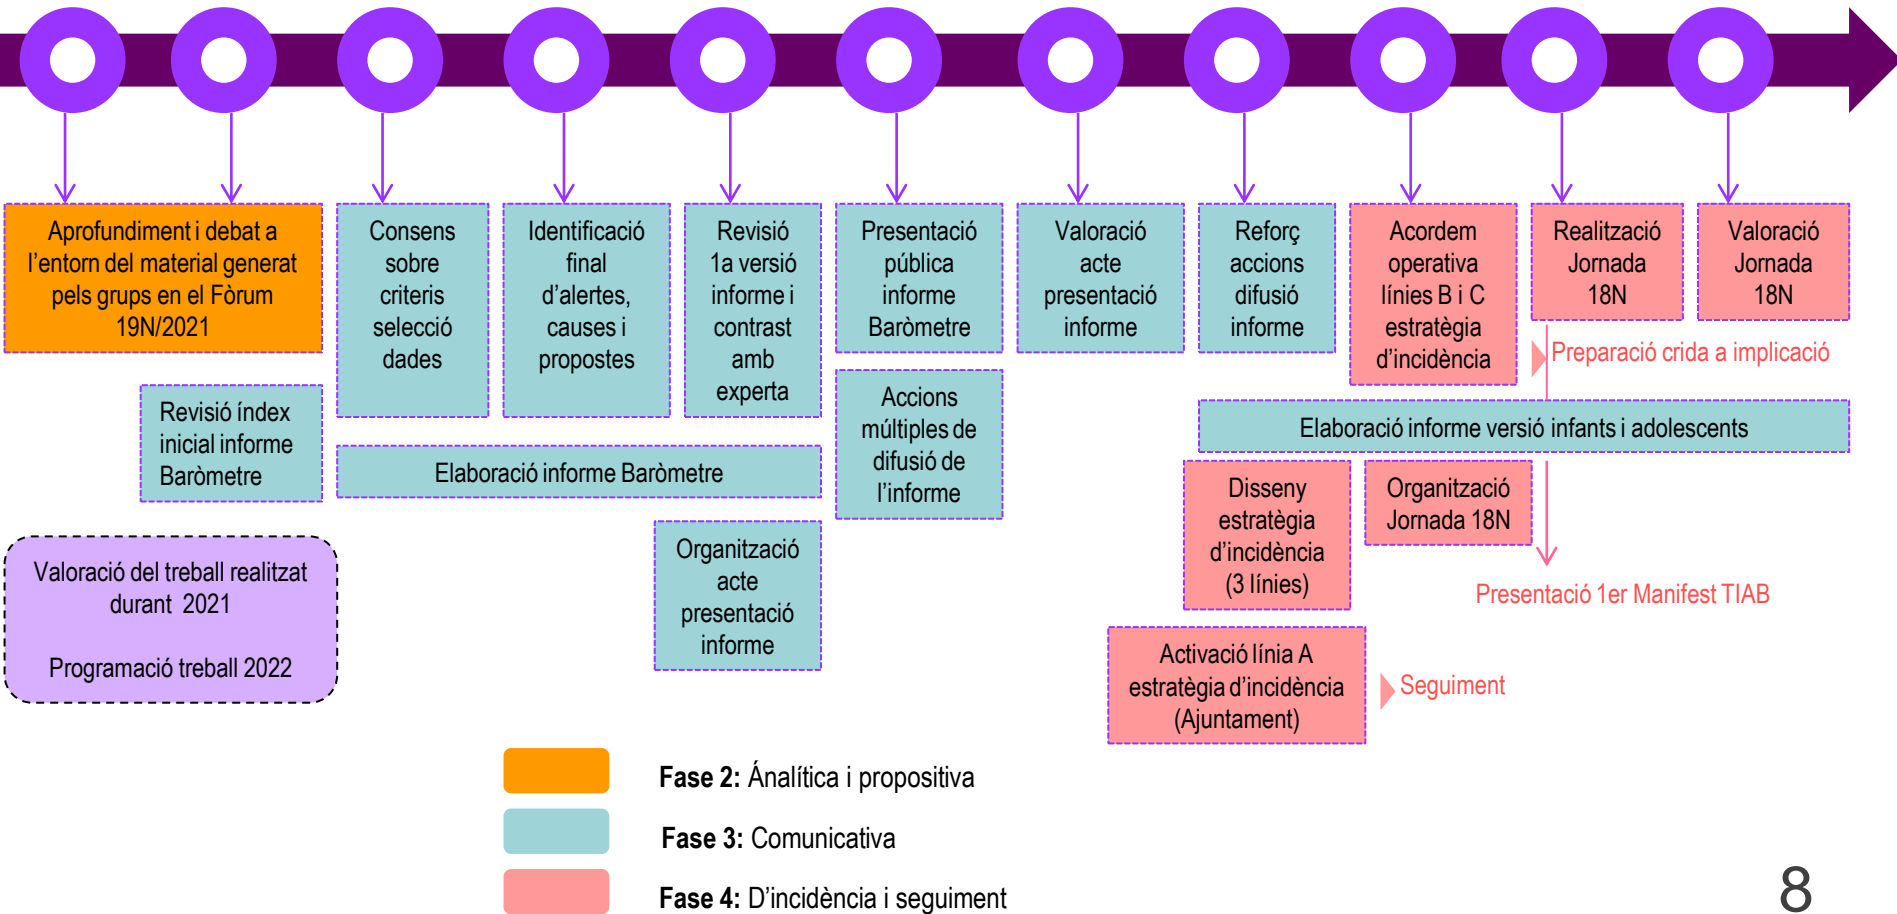 Aprofundiment i debat a
l'entorn del material generat
pels grups en el Fòrum
19N/2021
Consens
sobre
criteris
selecció
dades
Identificació
final
d'alertes,
causes i
propostes
Revisió
1a versió
informe i
contrast
amb
experta
Presentació
pública
informe
Baròmetre
Valoració
acte
presentació
informe
Reforç
accions
difusió
informe
Acordem
operativa
línies B i C
estratègia
d'incidència
Realització
Jornada
18N
Valoració
Jornada
18N
Preparació crida a implicació
Revisió índex
inicial informe
Baròmetre
Elaboració informe Baròmetre
Accions
múltiples de
difusió de
l'informe
Elaboració informe versió infants i adolescents
Organització
acte
presentació
informe
Disseny
estratègia
d'incidència
(3 línies)
Organització
Jornada 18N
Presentació 1er Manifest TIAB
Valoració del treball realitzat
durant 2021
Programació treball 2022
Activació línia A
estratègia d'incidència
(Ajuntament)
Seguiment
Fase 2: Ánalítica i propositiva
Fase 3: Comunicativa
Fase 4: D'incidència i seguiment
8